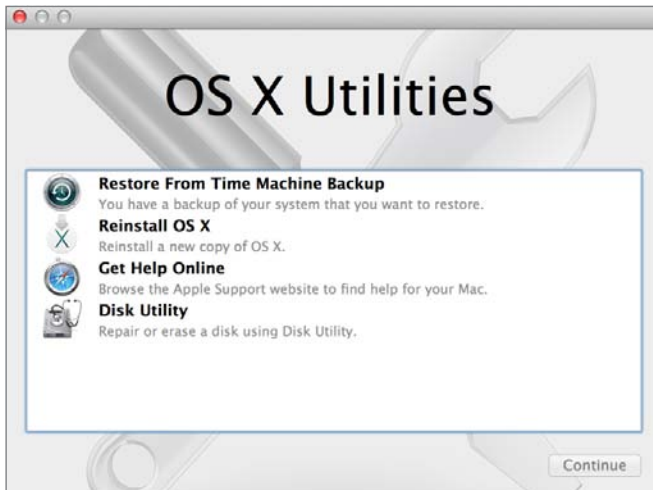 OS X Utilities
Restore From Time Machine Backup
You have a backup of your system that you want to restore.
Reinstall OS X
Reinstall a new copy of OS X.
Get Help Online
Browse the Apple Support website to find help for your Mac.
Disk Utility
Repair or erase a disk using Disk Utility.
Continue